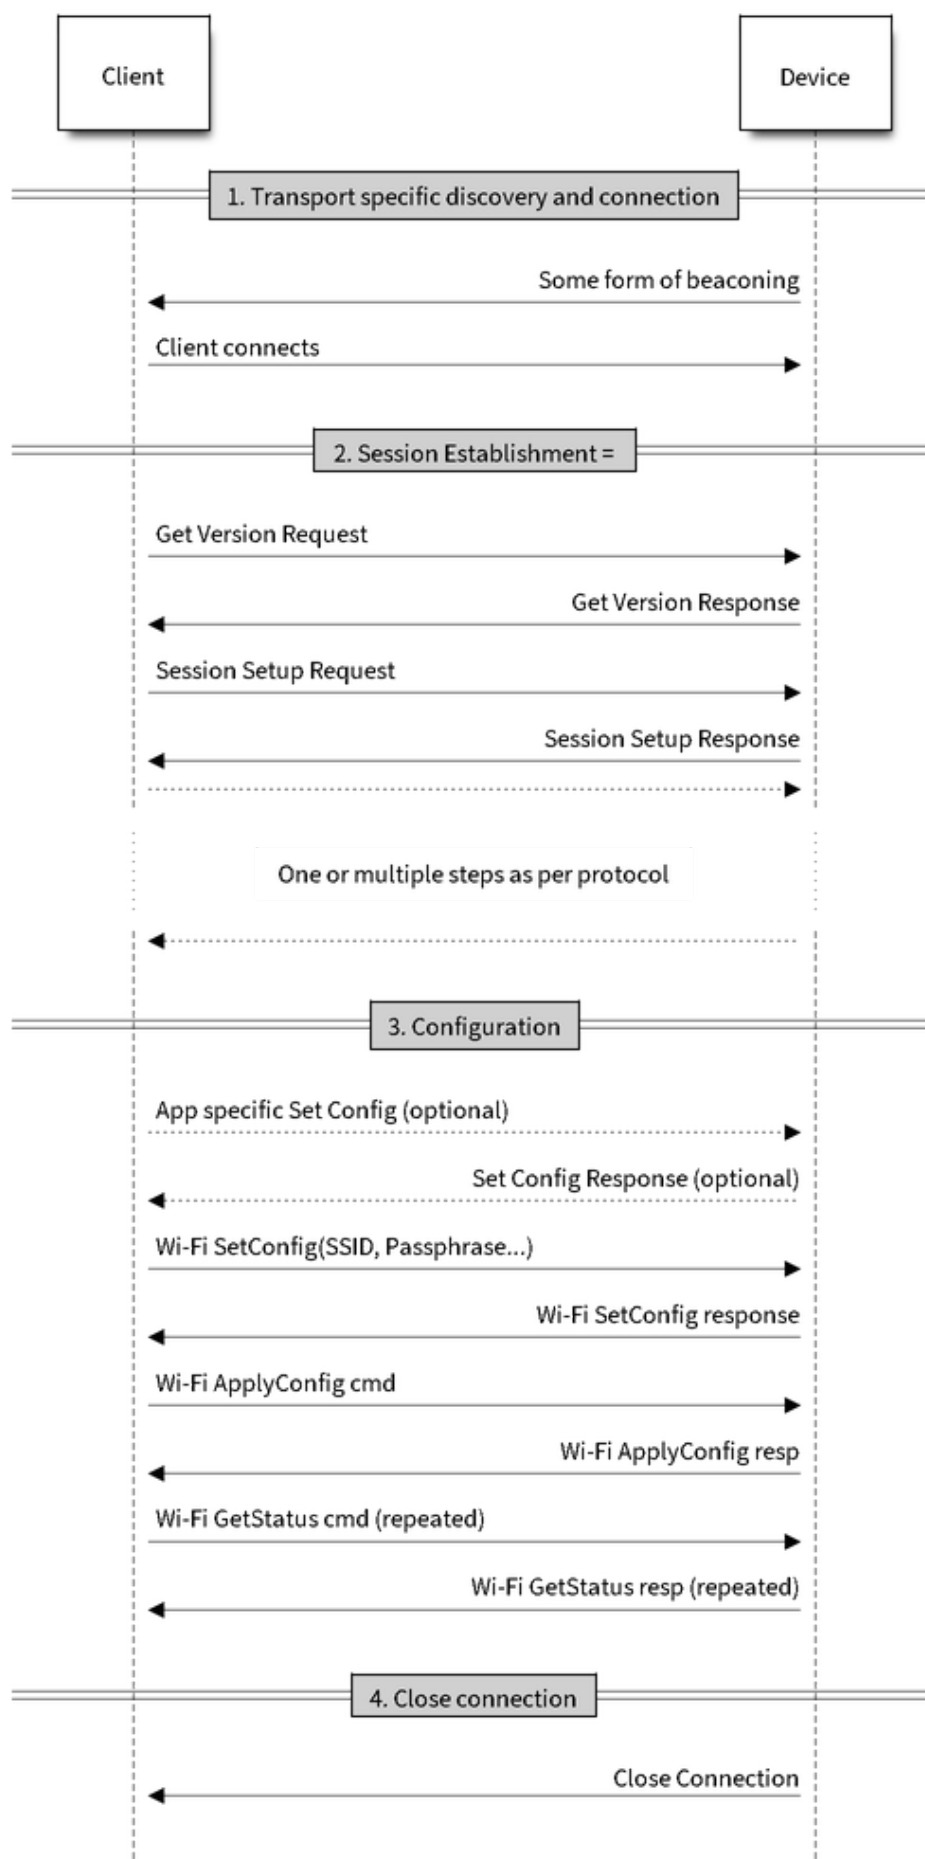 Client
Device
1. Transport specific discovery and connection
Some form of beaconing
Client connects
2. Session Establishment =
Get Version Request
Get Version Response
Session Setup Request
Session Setup Response
One or multiple steps as per protocol
3. Configuration
App specific Set Config (optional)
Set Config Response (optional)
Wi-Fi SetConfig(SSID, Passphrase...)
Wi-Fi SetConfig response
Wi-Fi ApplyConfig cmd
Wi-Fi ApplyConfig resp
Wi-Fi GetStatus cmd (repeated)
Wi-Fi GetStatus resp (repeated)
4. Close connection
Close Connection